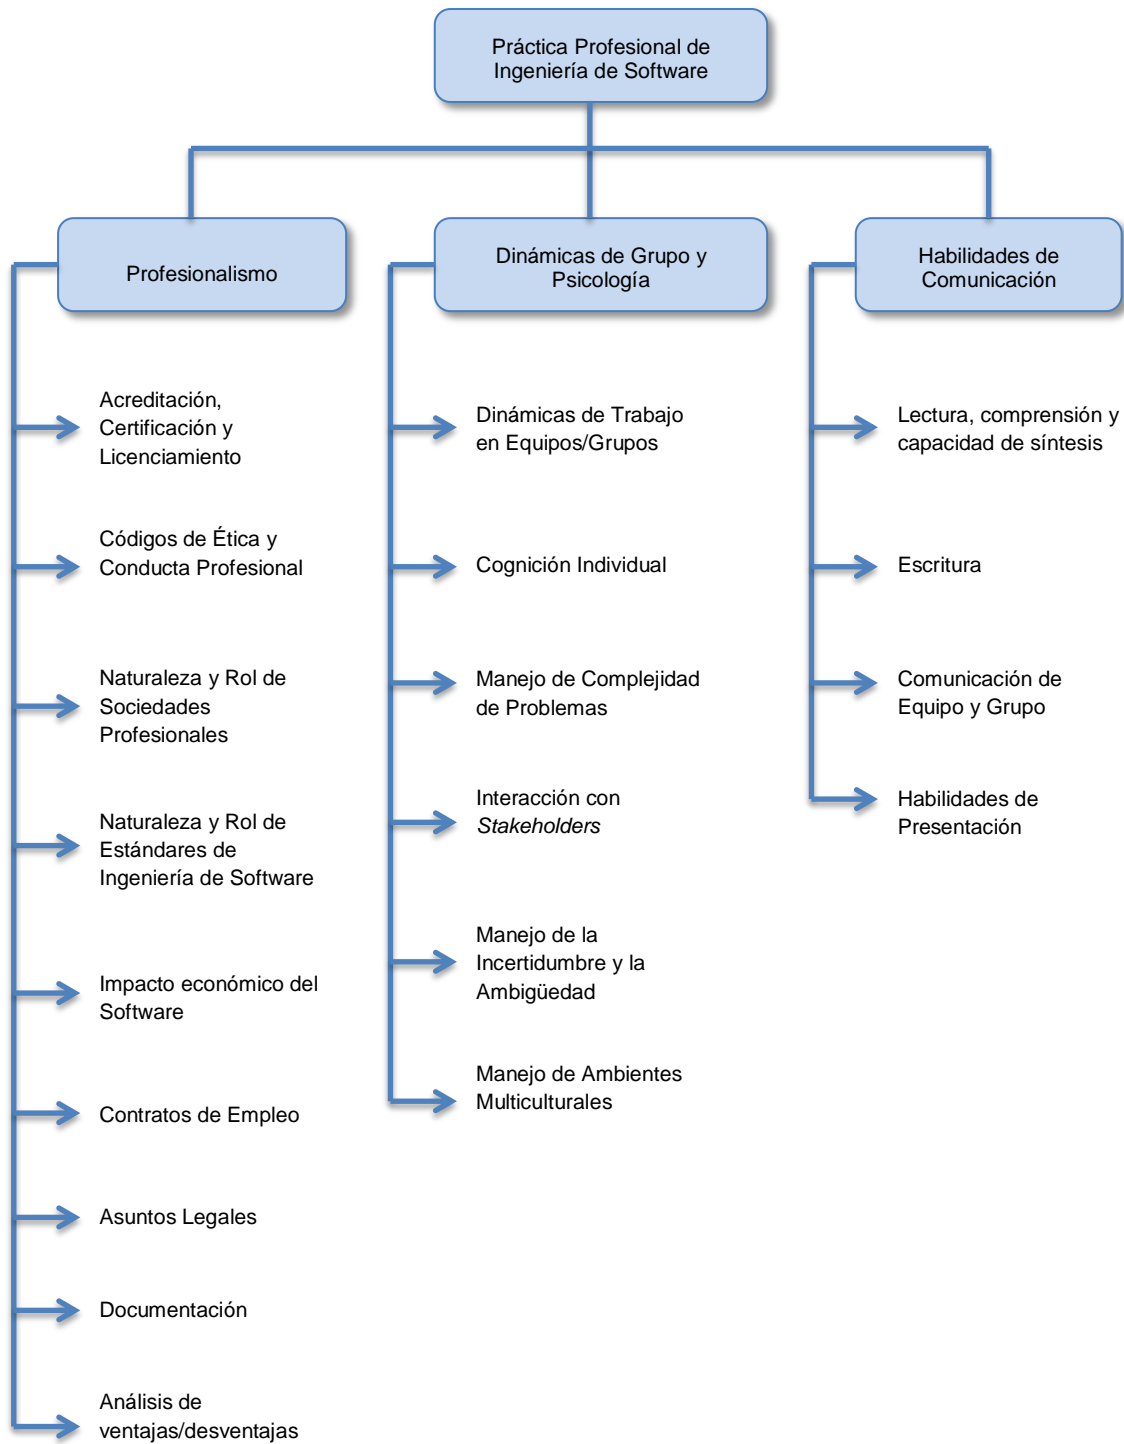 Práctica Profesional de
Ingeniería de Software
Profesionalismo
Dinámicas de Grupo y
Psicología
Habilidades de
Comunicación
Acreditación,
Certificación y
Licenciamiento
Códigos de Ética y
Conducta Profesional
Naturaleza y Rol de
Sociedades
Profesionales
Naturaleza y Rol de
Estándares de
Ingeniería de Software
Impacto económico del
Software
Contratos de Empleo
Asuntos Legales
Documentación
Análisis de
ventajas/desventajas
Dinámicas de Trabajo
en Equipos/Grupos
Cognición Individual
Manejo de Complejidad
de Problemas
Interacción con
Stakeholders
Manejo de la
Incertidumbre y la
Ambigüedad
Manejo de Ambientes
Multiculturales
Lectura, comprensión y
capacidad de síntesis
Escritura
Comunicación de
Equipo y Grupo
Habilidades de
Presentación